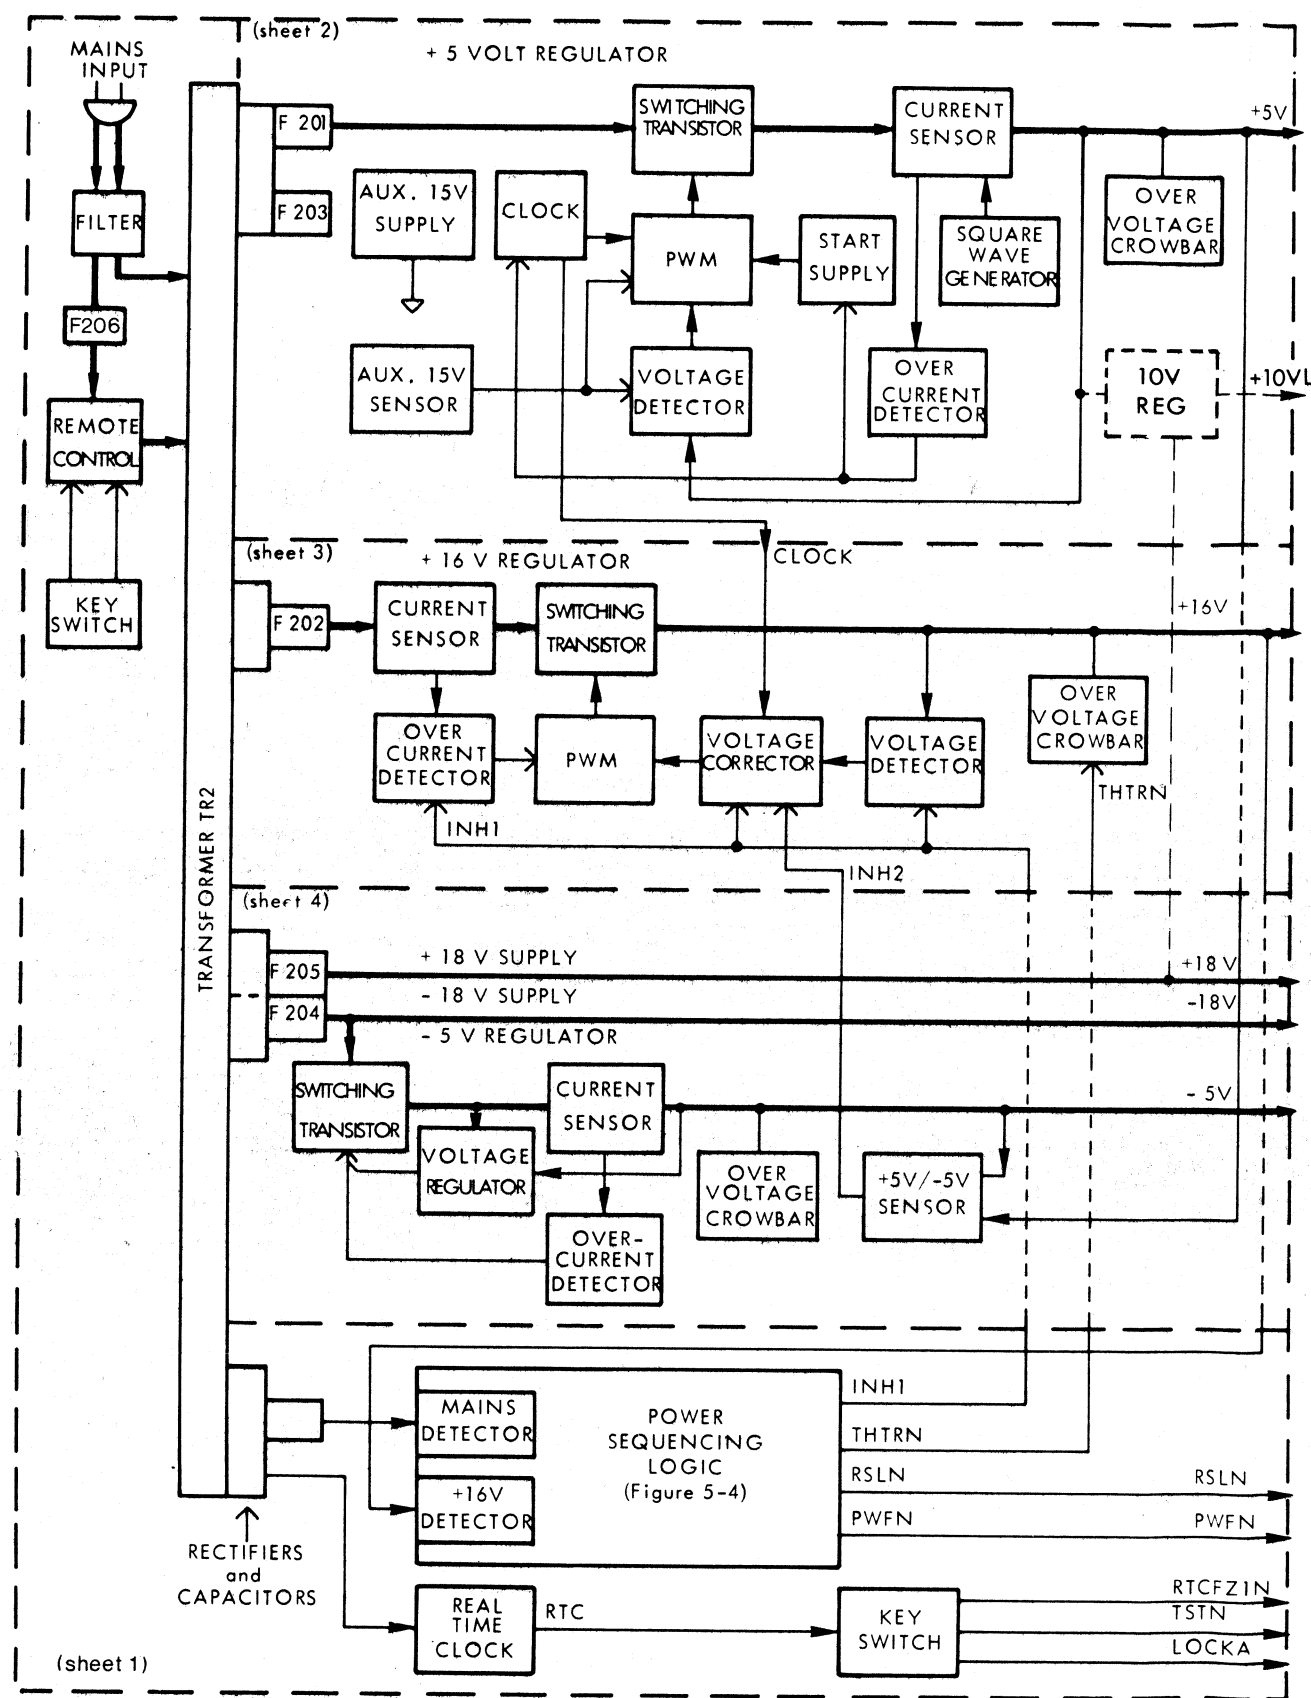 (sheet 2)
MAINS
INPUT
+ 5 VOLT REGULATOR
F 201
SWITCHING
TRANSISTOR
CURRENT
SENSOR
+5V
F 203
FILTER
AUX. 15V
SUPPLY
CLOCK
PWM
START
SUPPLY
SQUARE
WAVE
GENERATOR
OVER
VOLTAGE
CROWBAR
F206
AUX. 15V
SENSOR
VOLTAGE
DETECTOR
OVER
CURRENT
DETECTOR
10V
REG
+10VL
REMOTE
CONTROL
KEY
SWITCH
(sheet 3)
+ 16 V REGULATOR
CLOCK
F 202
CURRENT
SENSOR
SWITCHING
TRANSISTOR
+16V
OVER
CURRENT
DETECTOR
PWM
VOLTAGE
CORRECTOR
VOLTAGE
DETECTOR
OVER
VOLTAGE
CROWBAR
THTRN
INH1
INH2
TRANSFORMER TR2
(sheet 4)
F 205
+ 18 V SUPPLY
+18 V
F 204
- 18 V SUPPLY
-18V
- 5 V REGULATOR
SWITCHING
TRANSISTOR
CURRENT
SENSOR
- 5V
VOLTAGE
REGULATOR
OVER
VOLTAGE
CROWBAR
+5V/-5V
SENSOR
OVER-
CURRENT
DETECTOR
MAINS
DETECTOR
+16V
DETECTOR
POWER
SEQUENCING
LOGIC
(Figure 5-4)
INH1
THTRN
RSLN
RSLN
PWFN
PWFN
RECTIFIERS
and
CAPACITORS
REAL
TIME
CLOCK
RTC
KEY
SWITCH
RTCFZ1N
TSTN
LOCKA
(sheet 1)